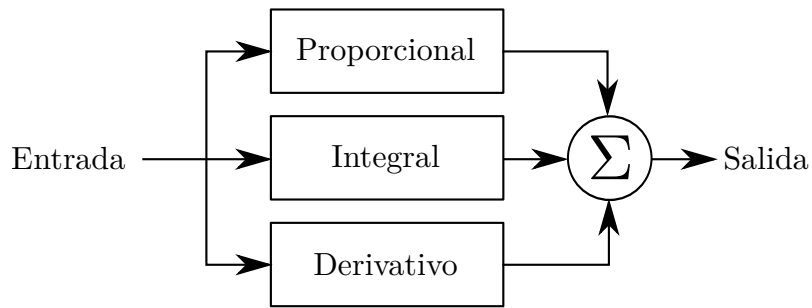 Proporcional
Entrada
Integral
Σ
Salida
Derivativo